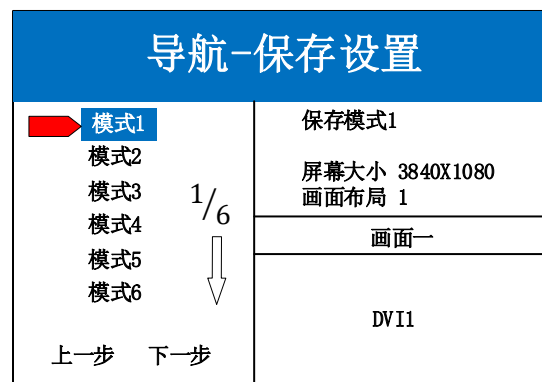 导航-保存设置
模式1
模式2
模式3
模式4
模式5
模式6
1/6
上一步 下一步
保存模式1
屏幕大小 3840X1080
画面布局 1
画面一
DVI1